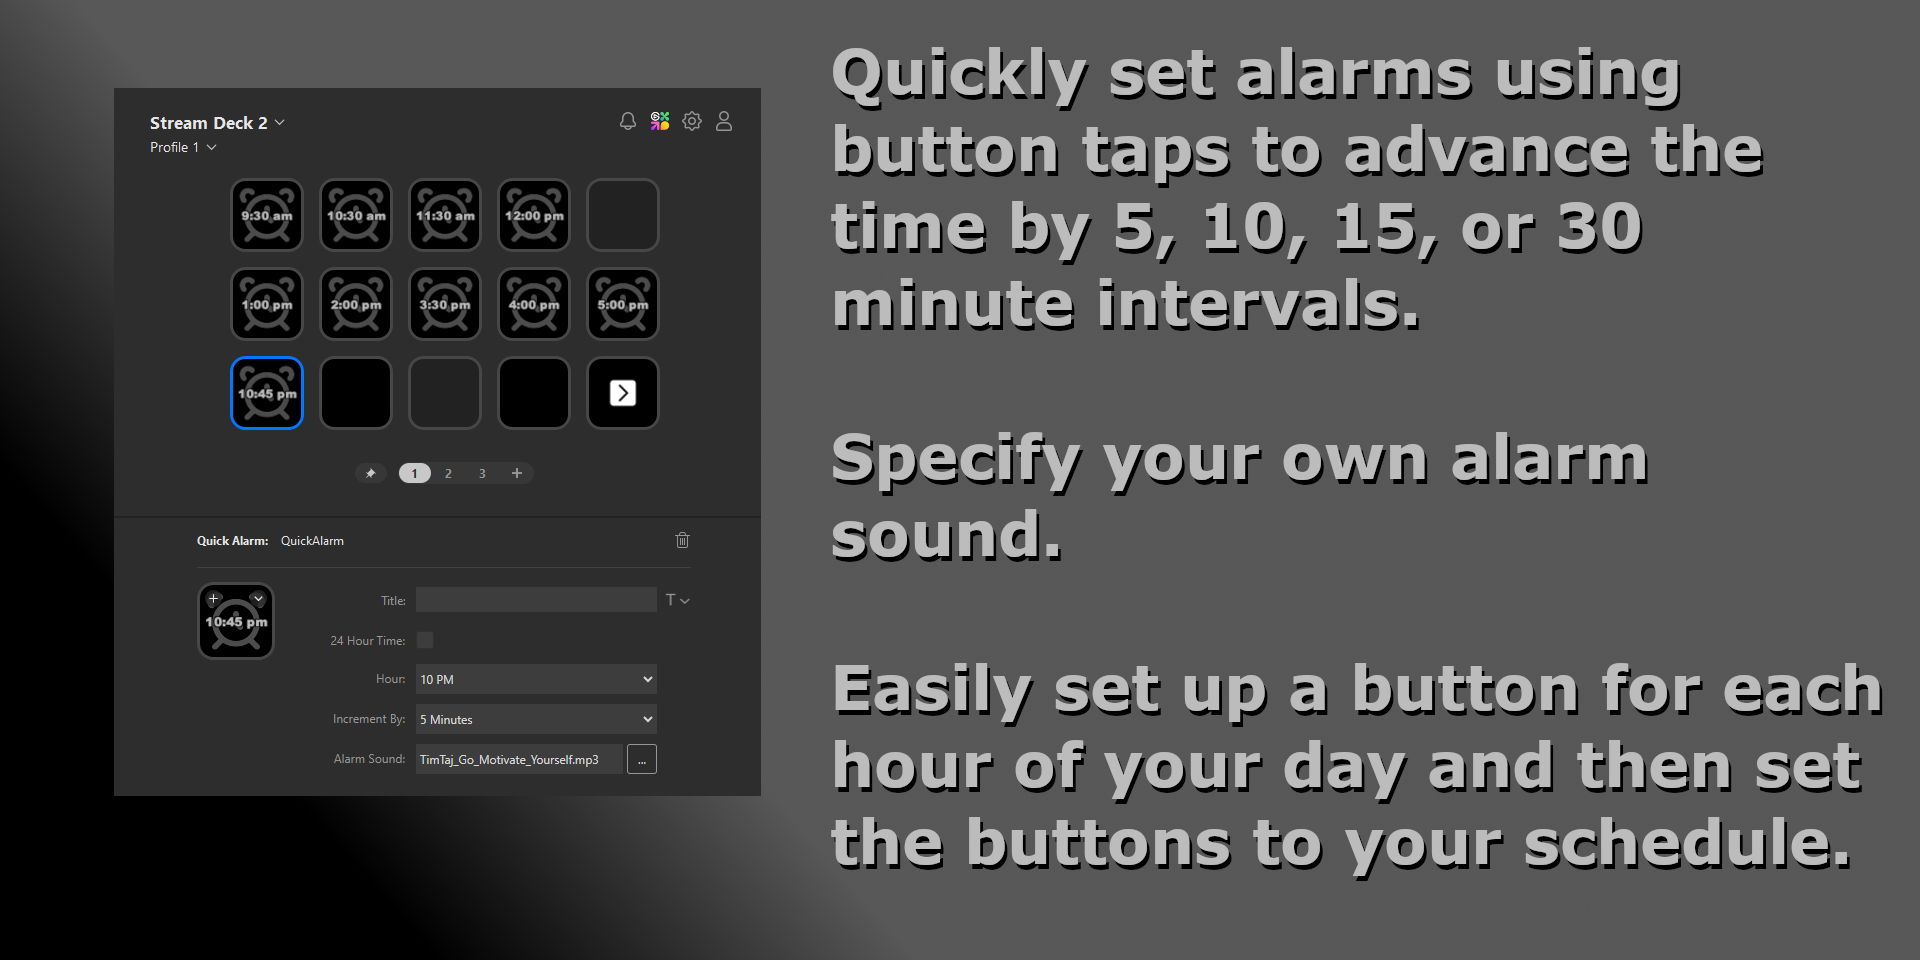 Stream Deck 2
Profile 1
9:30 am 10:30 am 11:30 am 12:00 pm
1:00 pm 2:00 pm 3:30 pm 4:00 pm 5:00 pm
10:45 pm
1 2 3 +
Quick Alarm: QuickAlarm
10:45 pm
Title: T
24 Hour Time:
Hour: 10 PM
Increment By: 5 Minutes
Alarm Sound: TimTaj_Go_Motivate_Yourself.mp3 ...
Quickly set alarms using
button taps to advance the
time by 5, 10, 15, or 30
minute intervals.
Specify your own alarm
sound.
Easily set up a button for each
hour of your day and then set
the buttons to your schedule.